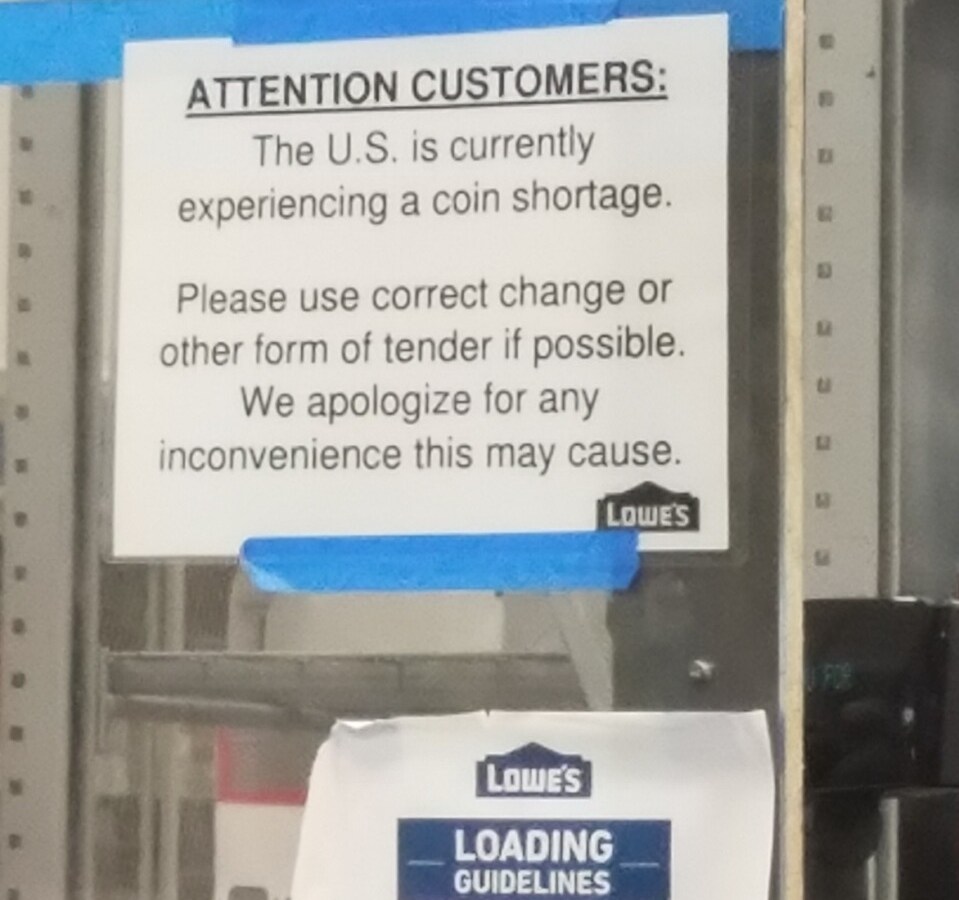 ATTENTION CUSTOMERS:
The U.S. is currently
experiencing a coin shortage.
Please use correct change or
other form of tender if possible.
We apologize for any
inconvenience this may cause.
LOWE'S
LOWE'S
LOADING
GUIDELINES